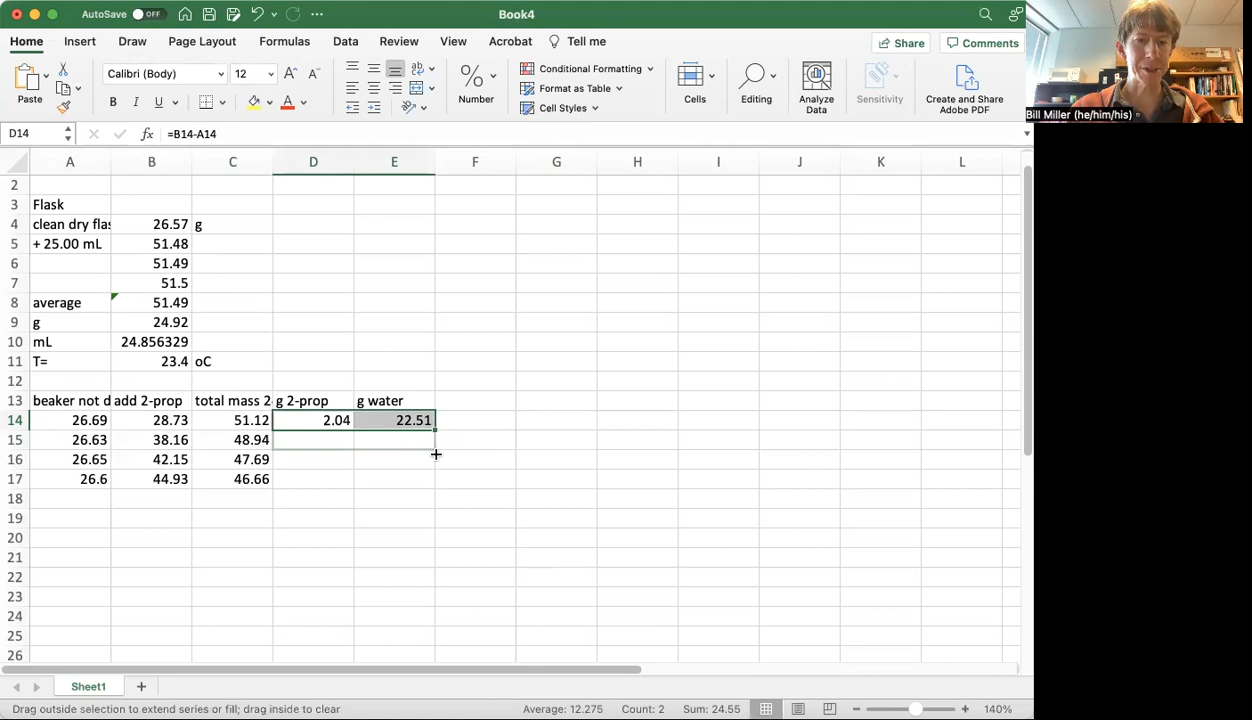 AutoSave OFF Book4
Home Insert Draw Page Layout Formulas Data Review View Acrobat Tell me Share Comments
Paste Calibri (Body) 12 A^ Aˇ ab Conditional Formatting
B I U A % Number Format as Table Cells Editing Analyze Data Sensitivity Create and Share Adobe PDF
Cell Styles
Bill Miller (he/him/his)
D14 fx =B14-A14
A B C D E F G H I J K L
2
3 Flask
4 clean dry flas 26.57 g
5 + 25.00 mL 51.48
6 51.49
7 51.5
8 average 51.49
9 g 24.92
10 mL 24.856329
11 T= 23.4 oC
12
13 beaker not d add 2-prop total mass 2 g 2-prop g water
14 26.69 28.73 51.12 2.04 22.51
15 26.63 38.16 48.94
16 26.65 42.15 47.69
17 26.6 44.93 46.66
18
19
20
21
22
23
24
25
26
Sheet1
Drag outside selection to extend series or fill; drag inside to clear Average: 12.275 Count: 2 Sum: 24.55 140%